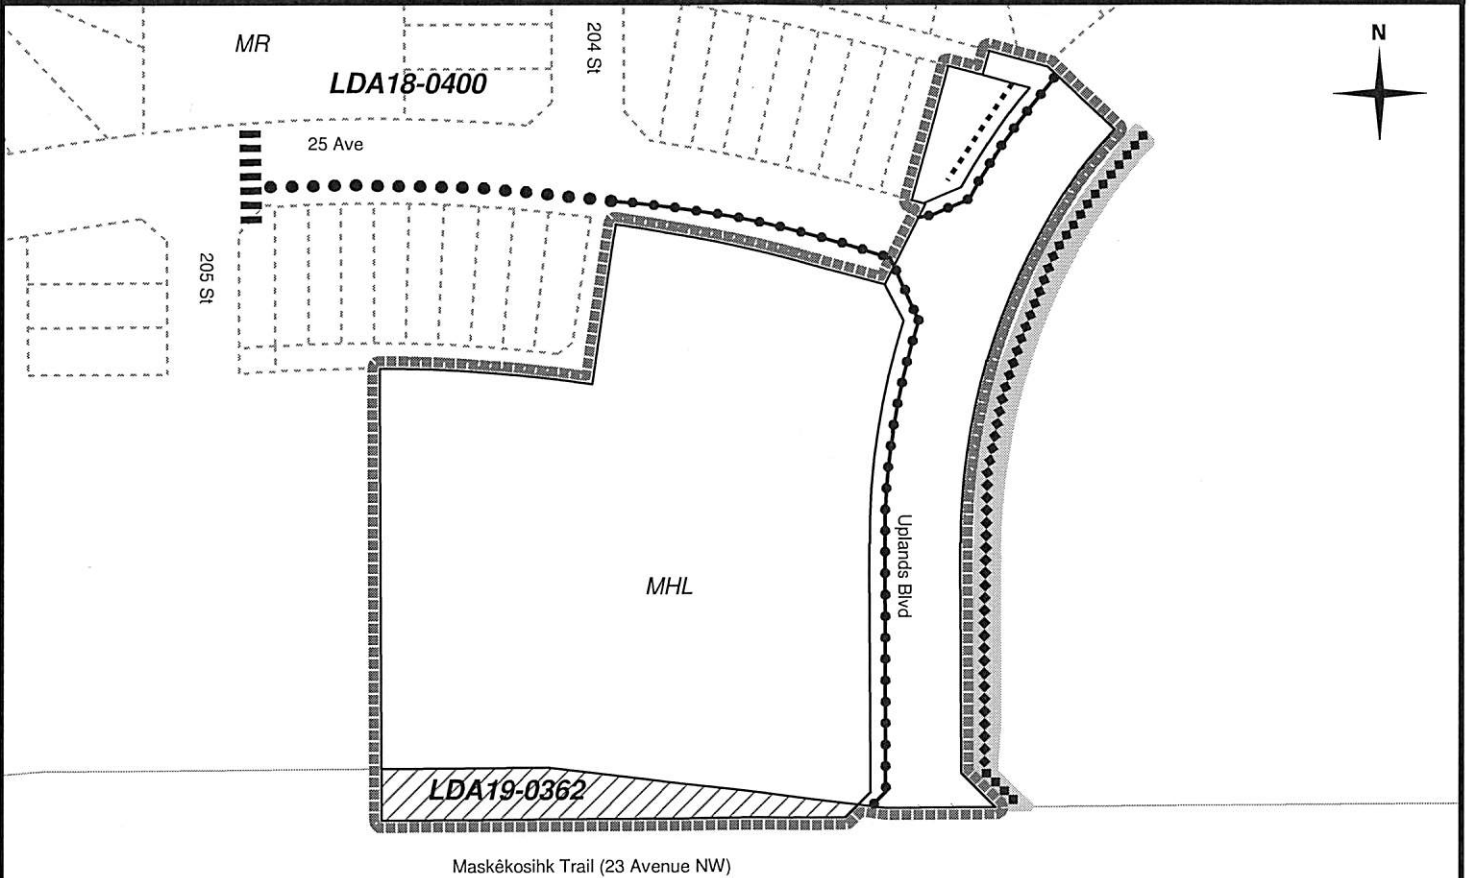 MR
204 St
N
LDA18-0400
25 Ave
205 St
Uplands Blvd
MHL
LDA19-0362
Maskêkosihk Trail (23 Avenue NW)